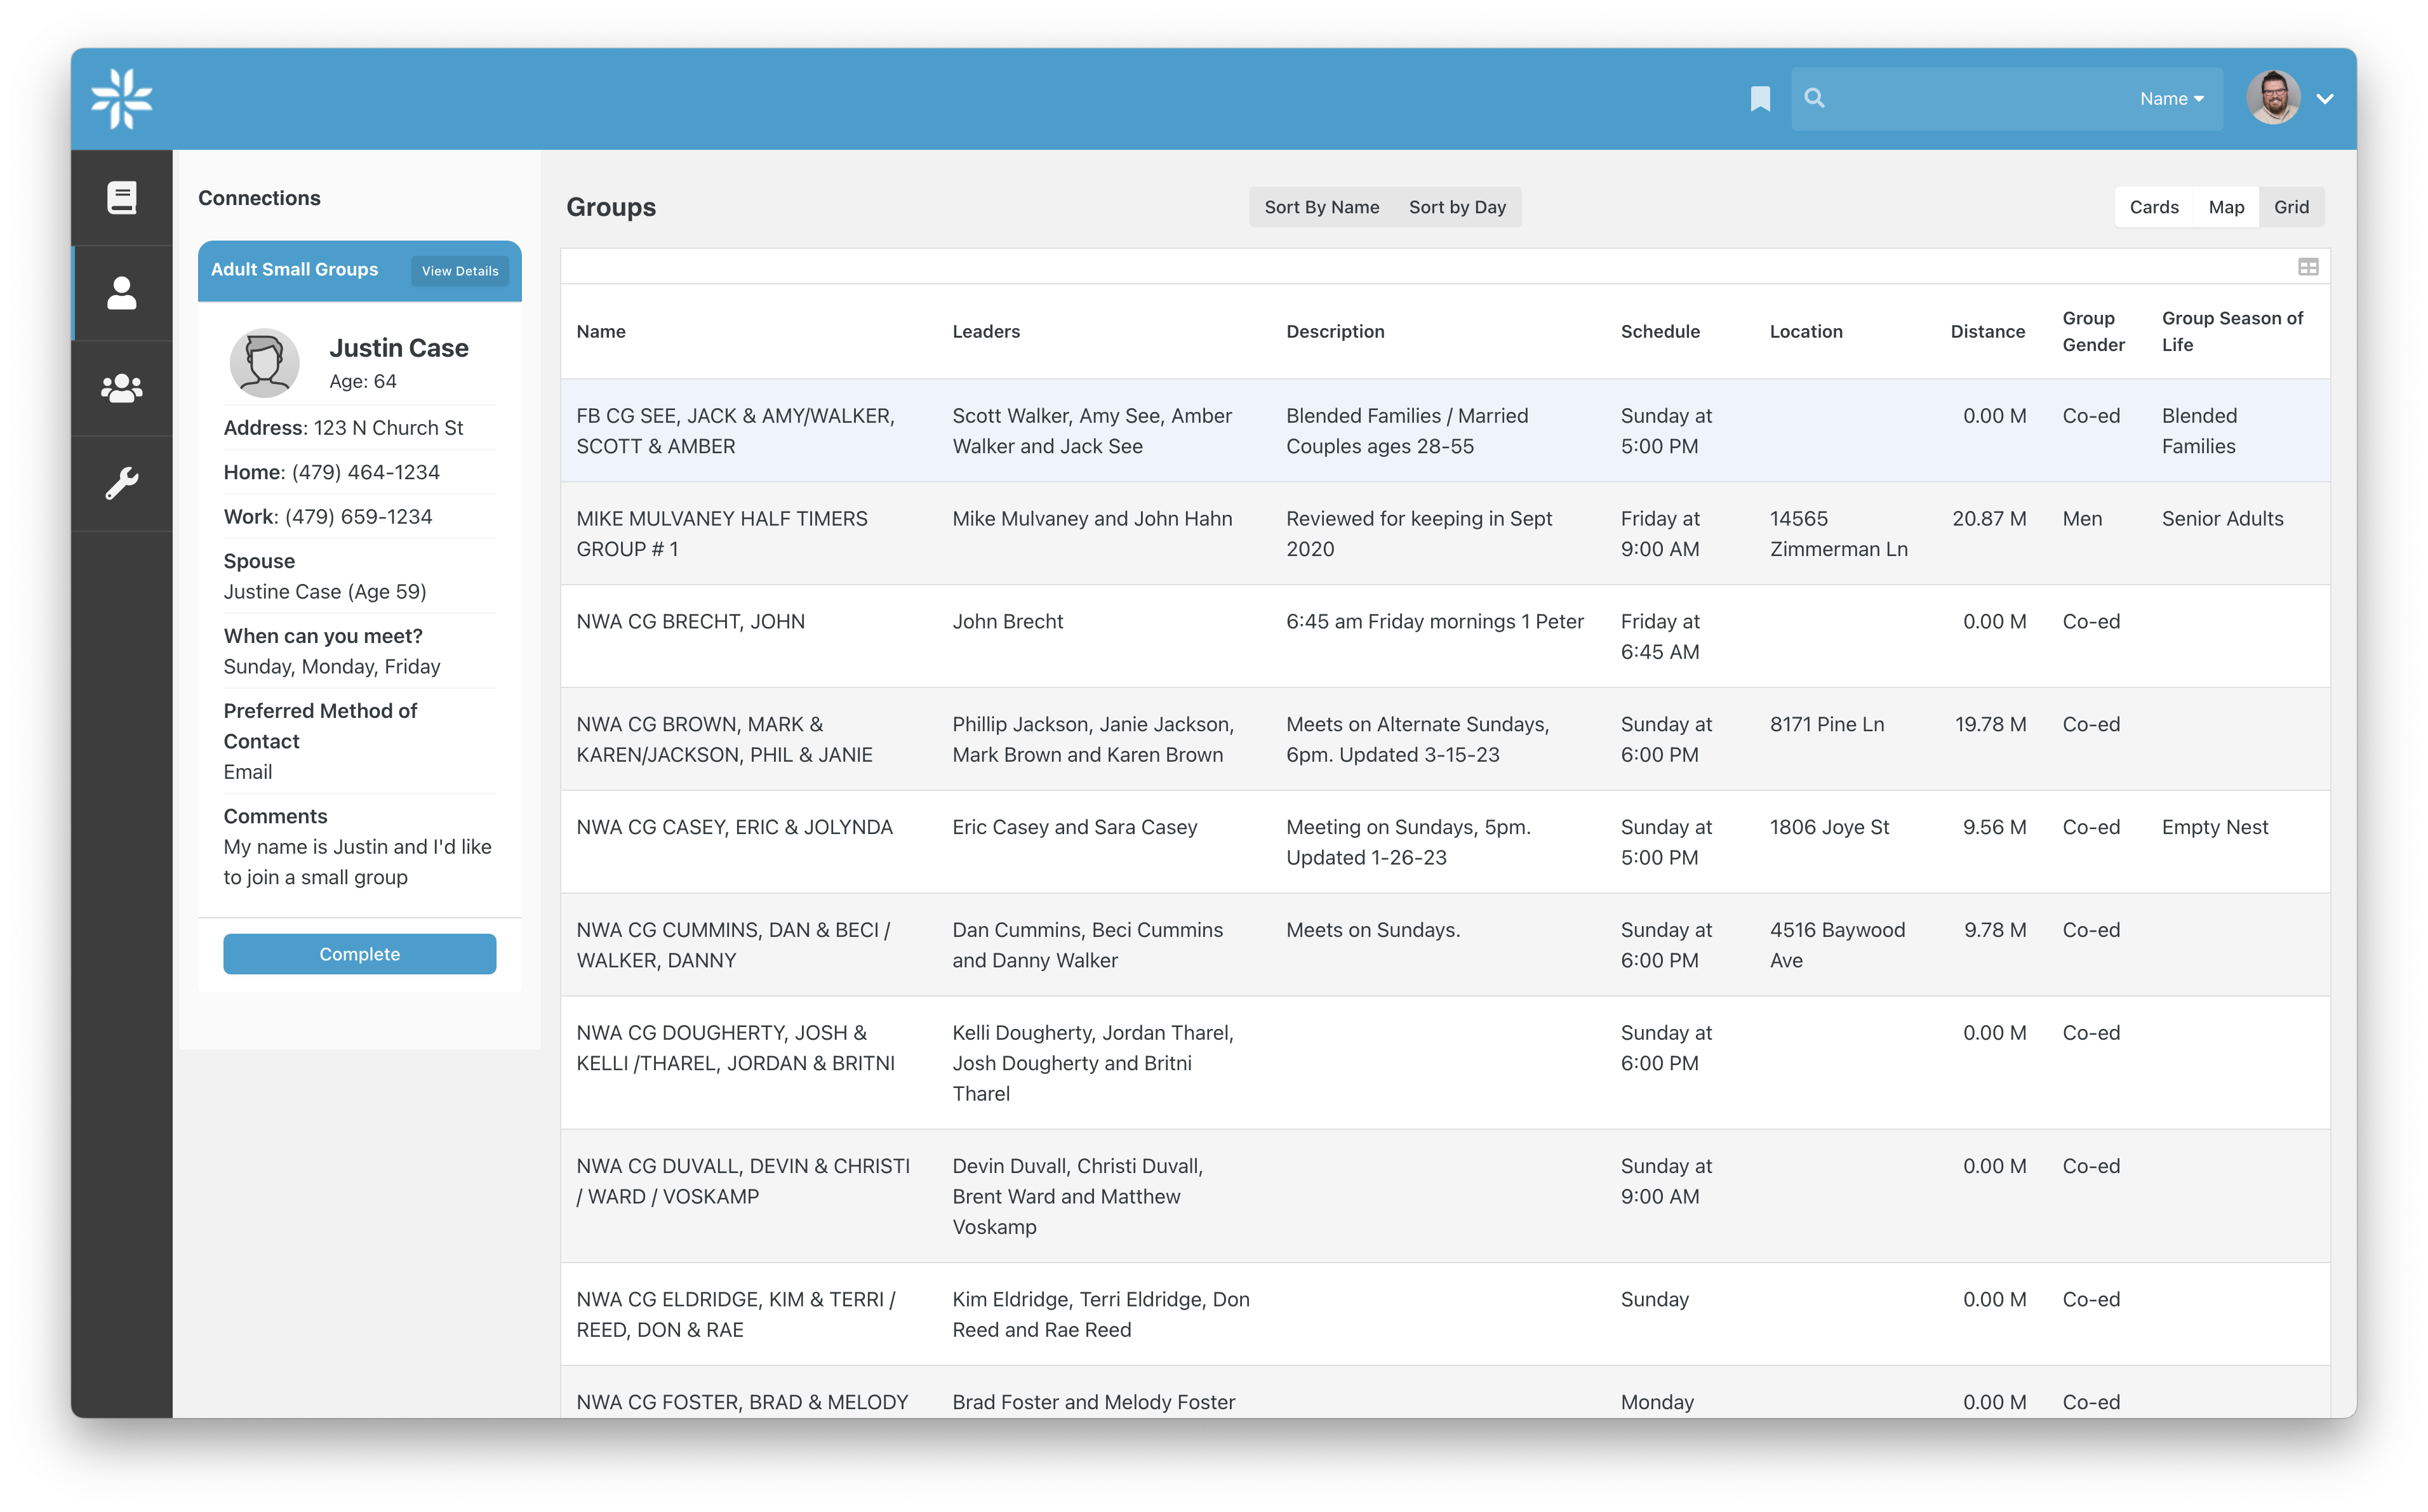 Name
Connections
Adult Small Groups
View Details
Justin Case
Age: 64
Address: 123 N Church St
Home: (479) 464-1234
Work: (479) 659-1234
Spouse
Justine Case (Age 59)
When can you meet?
Sunday, Monday, Friday
Preferred Method of
Contact
Email
Comments
My name is Justin and I'd like
to join a small group
Complete
Groups
Sort By Name
Sort by Day
Cards
Map
Grid
Name
Leaders
Description
Schedule
Location
Distance
Group
Gender
Group Season of
Life
FB CG SEE, JACK & AMY/WALKER,
SCOTT & AMBER
Scott Walker, Amy See, Amber
Walker and Jack See
Blended Families / Married
Couples ages 28-55
Sunday at
5:00 PM
0.00 M
Co-ed
Blended
Families
MIKE MULVANEY HALF TIMERS
GROUP # 1
Mike Mulvaney and John Hahn
Reviewed for keeping in Sept
2020
Friday at
9:00 AM
14565
Zimmerman Ln
20.87 M
Men
Senior Adults
NWA CG BRECHT, JOHN
John Brecht
6:45 am Friday mornings 1 Peter
Friday at
6:45 AM
0.00 M
Co-ed
NWA CG BROWN, MARK &
KAREN/JACKSON, PHIL & JANIE
Phillip Jackson, Janie Jackson,
Mark Brown and Karen Brown
Meets on Alternate Sundays,
6pm. Updated 3-15-23
Sunday at
6:00 PM
8171 Pine Ln
19.78 M
Co-ed
NWA CG CASEY, ERIC & JOLYNDA
Eric Casey and Sara Casey
Meeting on Sundays, 5pm.
Updated 1-26-23
Sunday at
5:00 PM
1806 Joye St
9.56 M
Co-ed
Empty Nest
NWA CG CUMMINS, DAN & BECI /
WALKER, DANNY
Dan Cummins, Beci Cummins
and Danny Walker
Meets on Sundays.
Sunday at
6:00 PM
4516 Baywood
Ave
9.78 M
Co-ed
NWA CG DOUGHERTY, JOSH &
KELLI /THAREL, JORDAN & BRITNI
Kelli Dougherty, Jordan Tharel,
Josh Dougherty and Britni
Tharel
Sunday at
6:00 PM
0.00 M
Co-ed
NWA CG DUVALL, DEVIN & CHRISTI
/ WARD / VOSKAMP
Devin Duvall, Christi Duvall,
Brent Ward and Matthew
Voskamp
Sunday at
9:00 AM
0.00 M
Co-ed
NWA CG ELDRIDGE, KIM & TERRI /
REED, DON & RAE
Kim Eldridge, Terri Eldridge, Don
Reed and Rae Reed
Sunday
0.00 M
Co-ed
NWA CG FOSTER, BRAD & MELODY
Brad Foster and Melody Foster
Monday
0.00 M
Co-ed